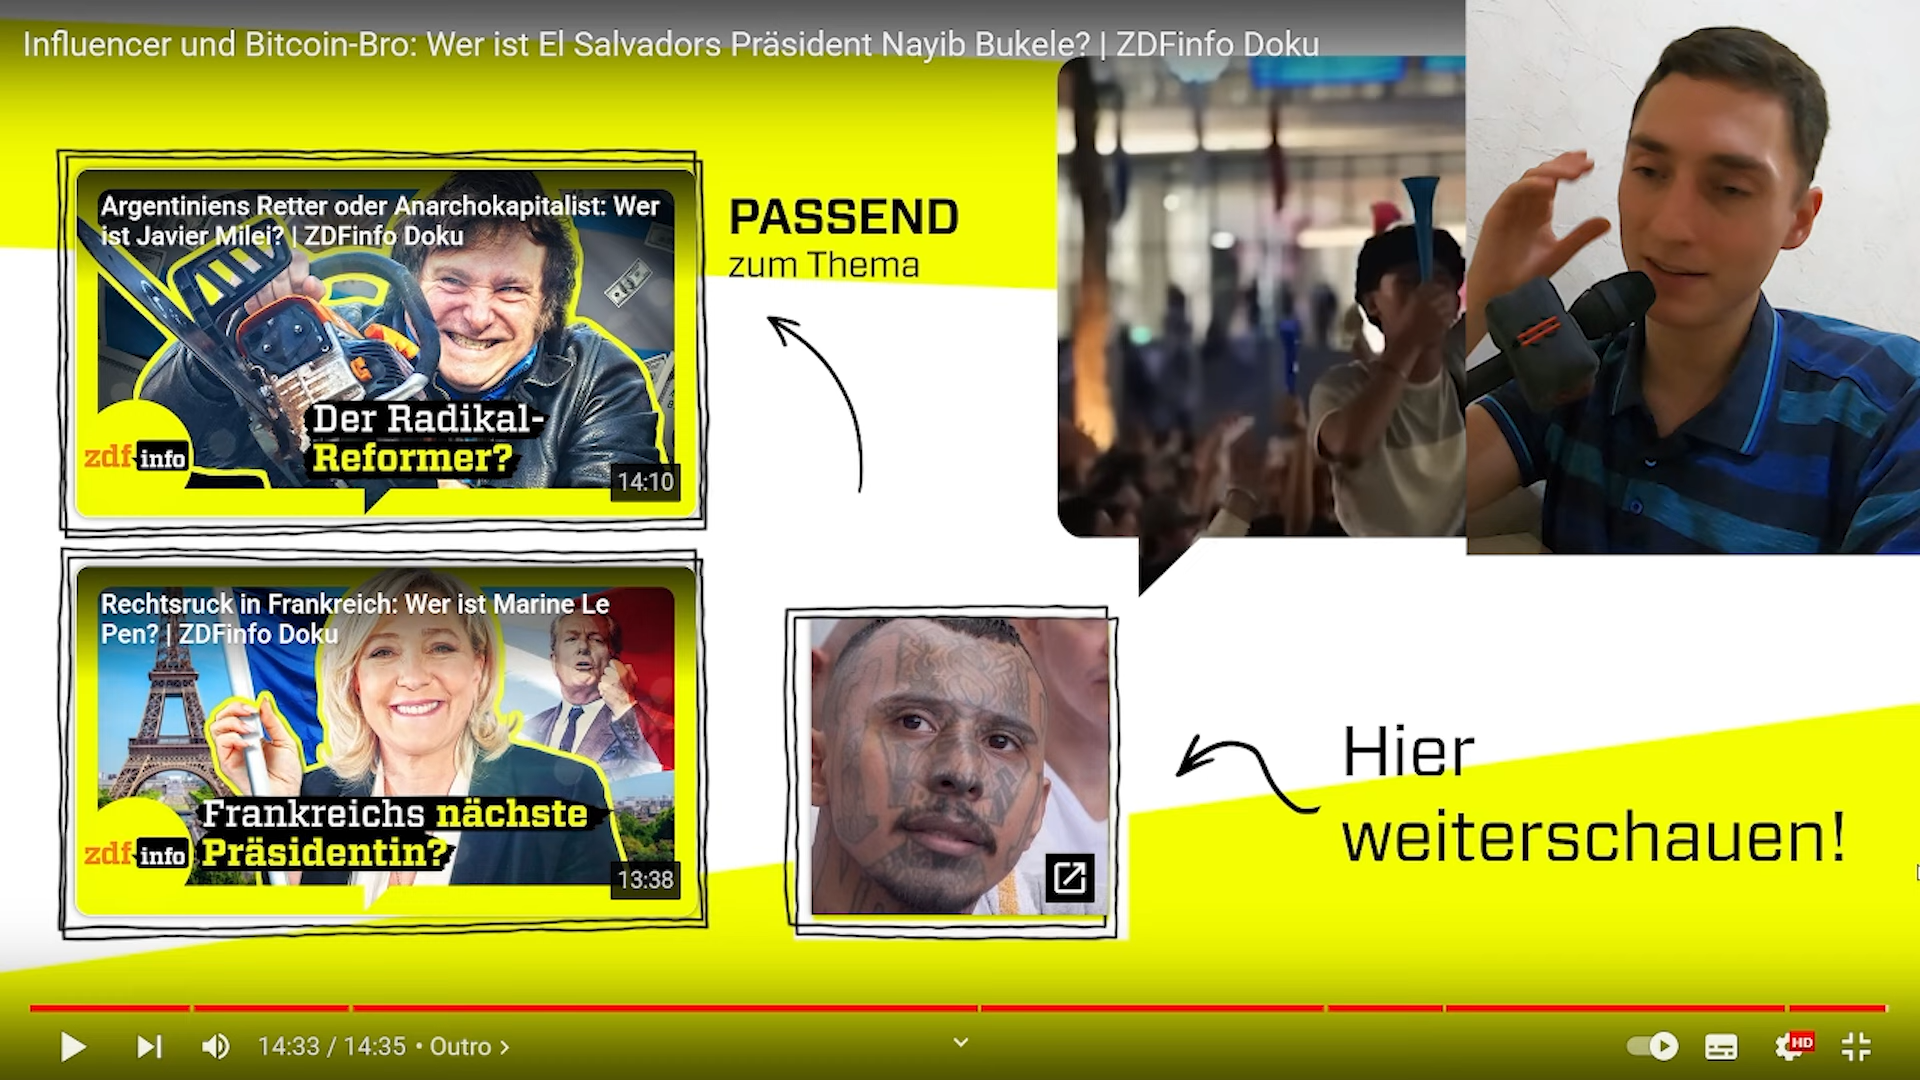 Influencer und Bitcoin-Bro: Wer ist El Salvadors Präsident Nayib Bukele? | ZDFinfo Doku
Argentiniens Retter oder Anarchokapitalist: Wer
ist Javier Milei? | ZDFinfo Doku
Der Radikal-
Reformer?
zdf info
14:10
PASSEND
zum Thema
Rechtsruck in Frankreich: Wer ist Marine Le
Pen? | ZDFinfo Doku
Frankreichs nächste
Präsidentin?
zdf info
13:38
Hier
weiterschauen!
14:33 / 14:35 • Outro
HD